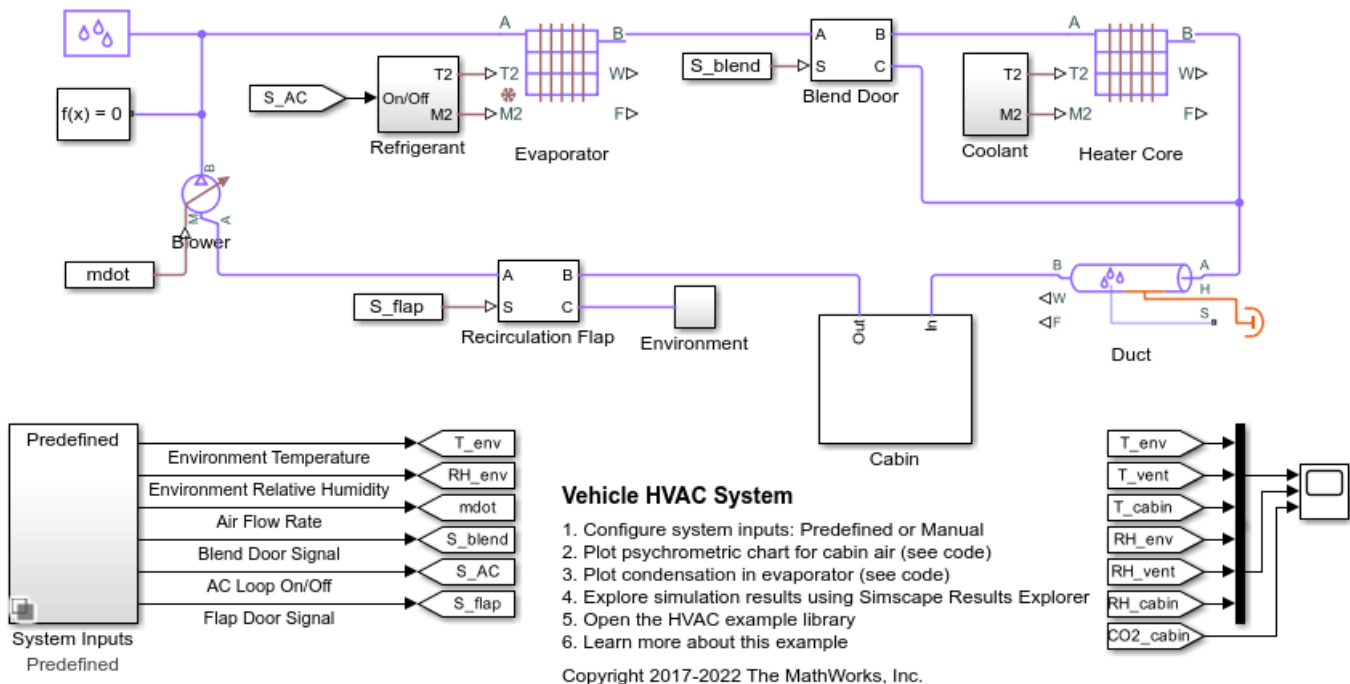 A
B
A
B
A
B
f(x) = 0
S_AC
On/Off
T2
M2
Refrigerant
T2
M2
W
F
Evaporator
S_blend
S
C
Blend Door
T2
M2
Coolant
T2
M2
W
F
Heater Core
B
M
A
Blower
mdot
S_flap
A
B
S
C
Recirculation Flap
Environment
Out
In
Cabin
B
A
H
W
F
S
Duct
Predefined
Environment Temperature
Environment Relative Humidity
Air Flow Rate
Blend Door Signal
AC Loop On/Off
Flap Door Signal
System Inputs
Predefined
T_env
RH_env
mdot
S_blend
S_AC
S_flap
Vehicle HVAC System
1. Configure system inputs: Predefined or Manual
2. Plot psychrometric chart for cabin air (see code)
3. Plot condensation in evaporator (see code)
4. Explore simulation results using Simscape Results Explorer
5. Open the HVAC example library
6. Learn more about this example
Copyright 2017-2022 The MathWorks, Inc.
T_env
T_vent
T_cabin
RH_env
RH_vent
RH_cabin
CO2_cabin